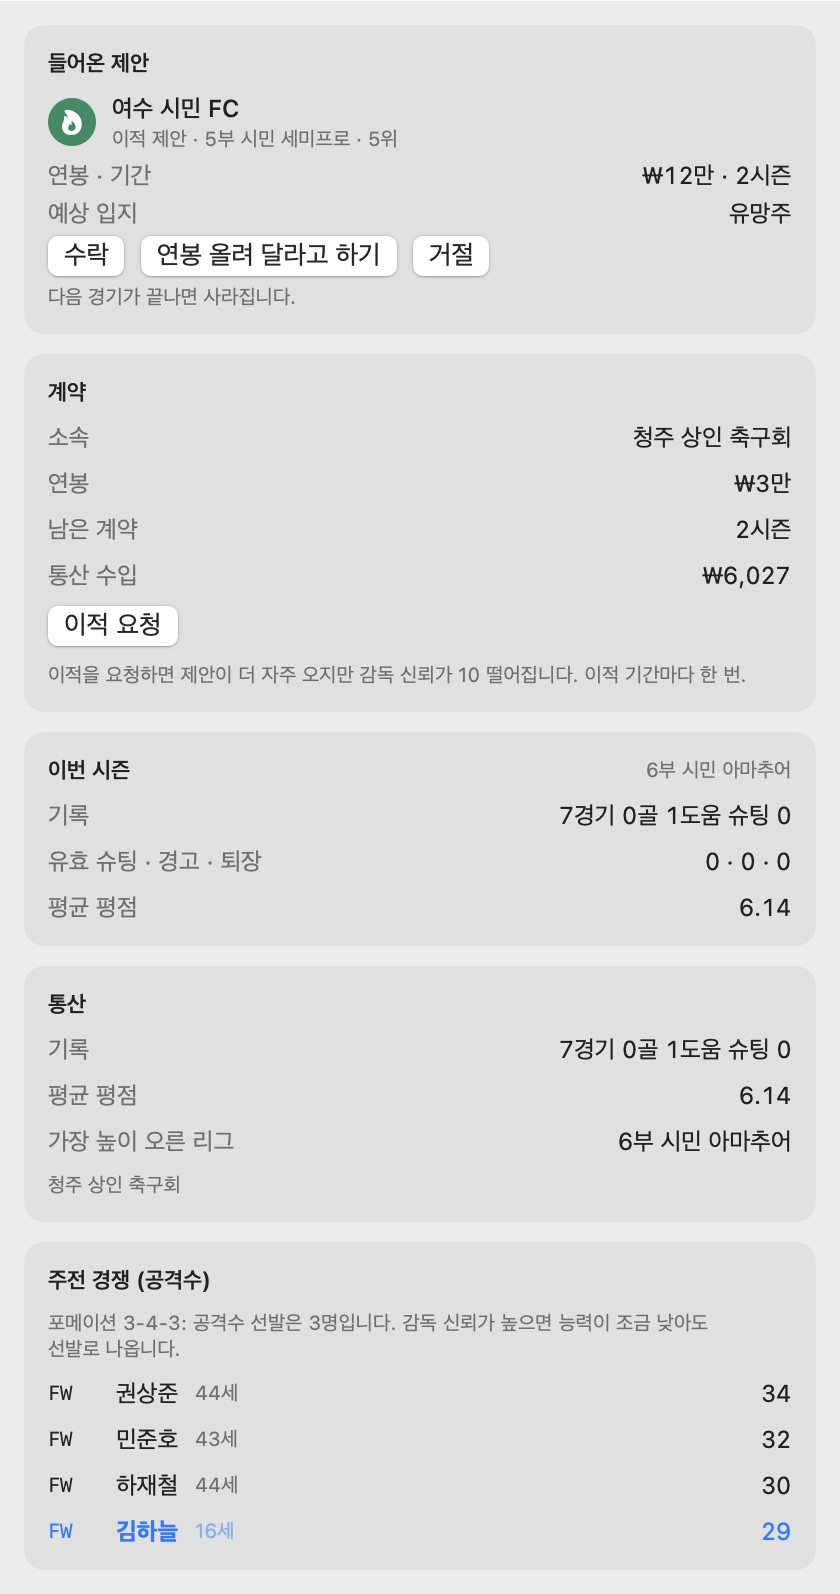 들어온 제안
여수 시민 FC
이적 제안 · 5부 시민 세미프로 · 5위
연봉 · 기간 ₩12만 · 2시즌
예상 입지 유망주
수락 연봉 올려 달라고 하기 거절
다음 경기가 끝나면 사라집니다.
계약
소속 청주 상인 축구회
연봉 ₩3만
남은 계약 2시즌
통산 수입 ₩6,027
이적 요청
이적을 요청하면 제안이 더 자주 오지만 감독 신뢰가 10 떨어집니다. 이적 기간마다 한 번.
이번 시즌 6부 시민 아마추어
기록 7경기 0골 1도움 슈팅 0
유효 슈팅 · 경고 · 퇴장 0 · 0 · 0
평균 평점 6.14
통산
기록 7경기 0골 1도움 슈팅 0
평균 평점 6.14
가장 높이 오른 리그 6부 시민 아마추어
청주 상인 축구회
주전 경쟁 (공격수)
포메이션 3-4-3: 공격수 선발은 3명입니다. 감독 신뢰가 높으면 능력이 조금 낮아도
선발로 나옵니다.
FW 권상준 44세 34
FW 민준호 43세 32
FW 하재철 44세 30
FW 김하늘 16세 29